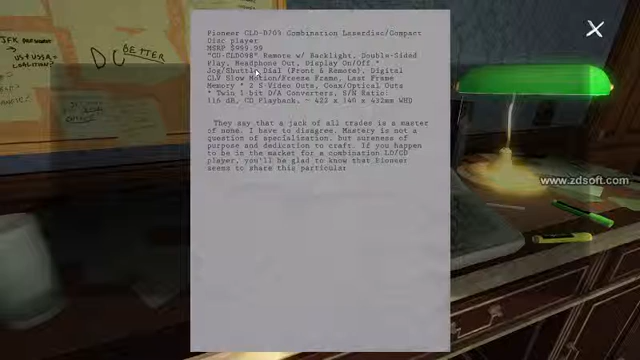 JFK
US + USSR =
COALITION?
DC BETTER
Pioneer CLD-D703 Combination Laserdisc/Compact
Disc player
MSRP $999.99
"CU-CLD098" Remote w/ Backlight, Double-Sided
Play, Headphone Out, Display On/Off *
Jog/Shuttle Dial (Front & Remote), Digital
CLV Slow Motion/Freeze Frame, Last Frame
Memory * 2 S-Video Outs, Coax/Optical Outs
* Twin 1-bit D/A Converters, S/N Ratio:
116 dB, CD Playback. - 422 x 140 x 432mm WHD
They say that a jack of all trades is a master
of none. I have to disagree. Mastery is not a
question of specialization, but sureness of
purpose and dedication to craft. If you happen
to be in the market for a combination LD/CD
player, you'll be glad to know that Pioneer
seems to share this particular
www.zdsoft.com